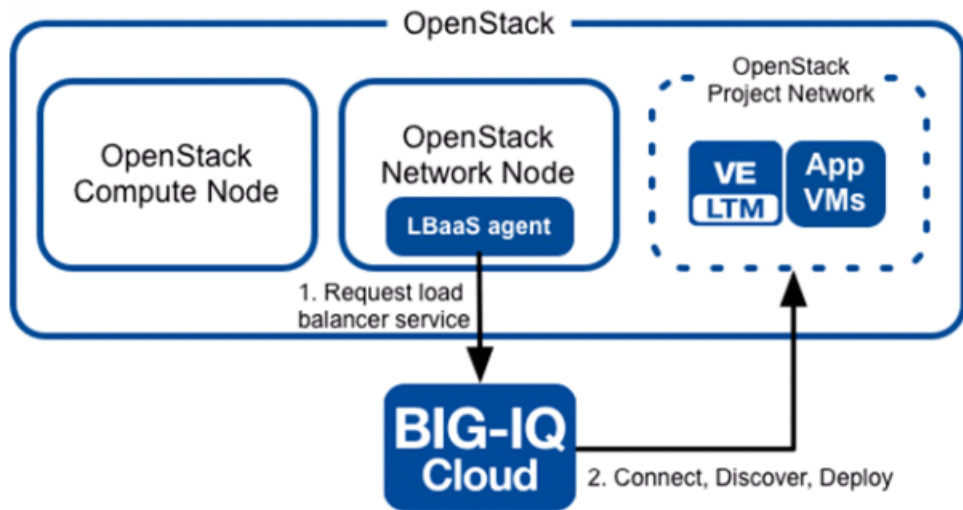 OpenStack
OpenStack
Compute Node
OpenStack
Network Node
LBaaS agent
OpenStack
Project Network
VE
LTM
App
VMs
1. Request load
balancer service
BIG-IQ
Cloud
2. Connect, Discover, Deploy